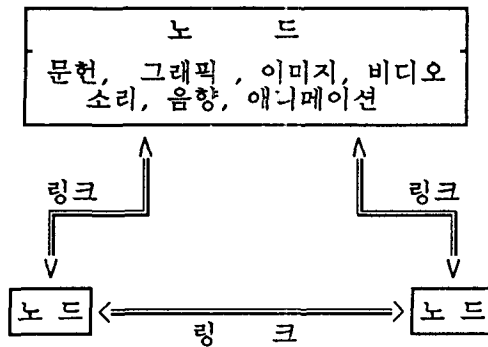 노 드
문헌, 그래픽 , 이미지, 비디오
소리, 음향, 애니메이션
링크 링크
노 드 노 드
링 크